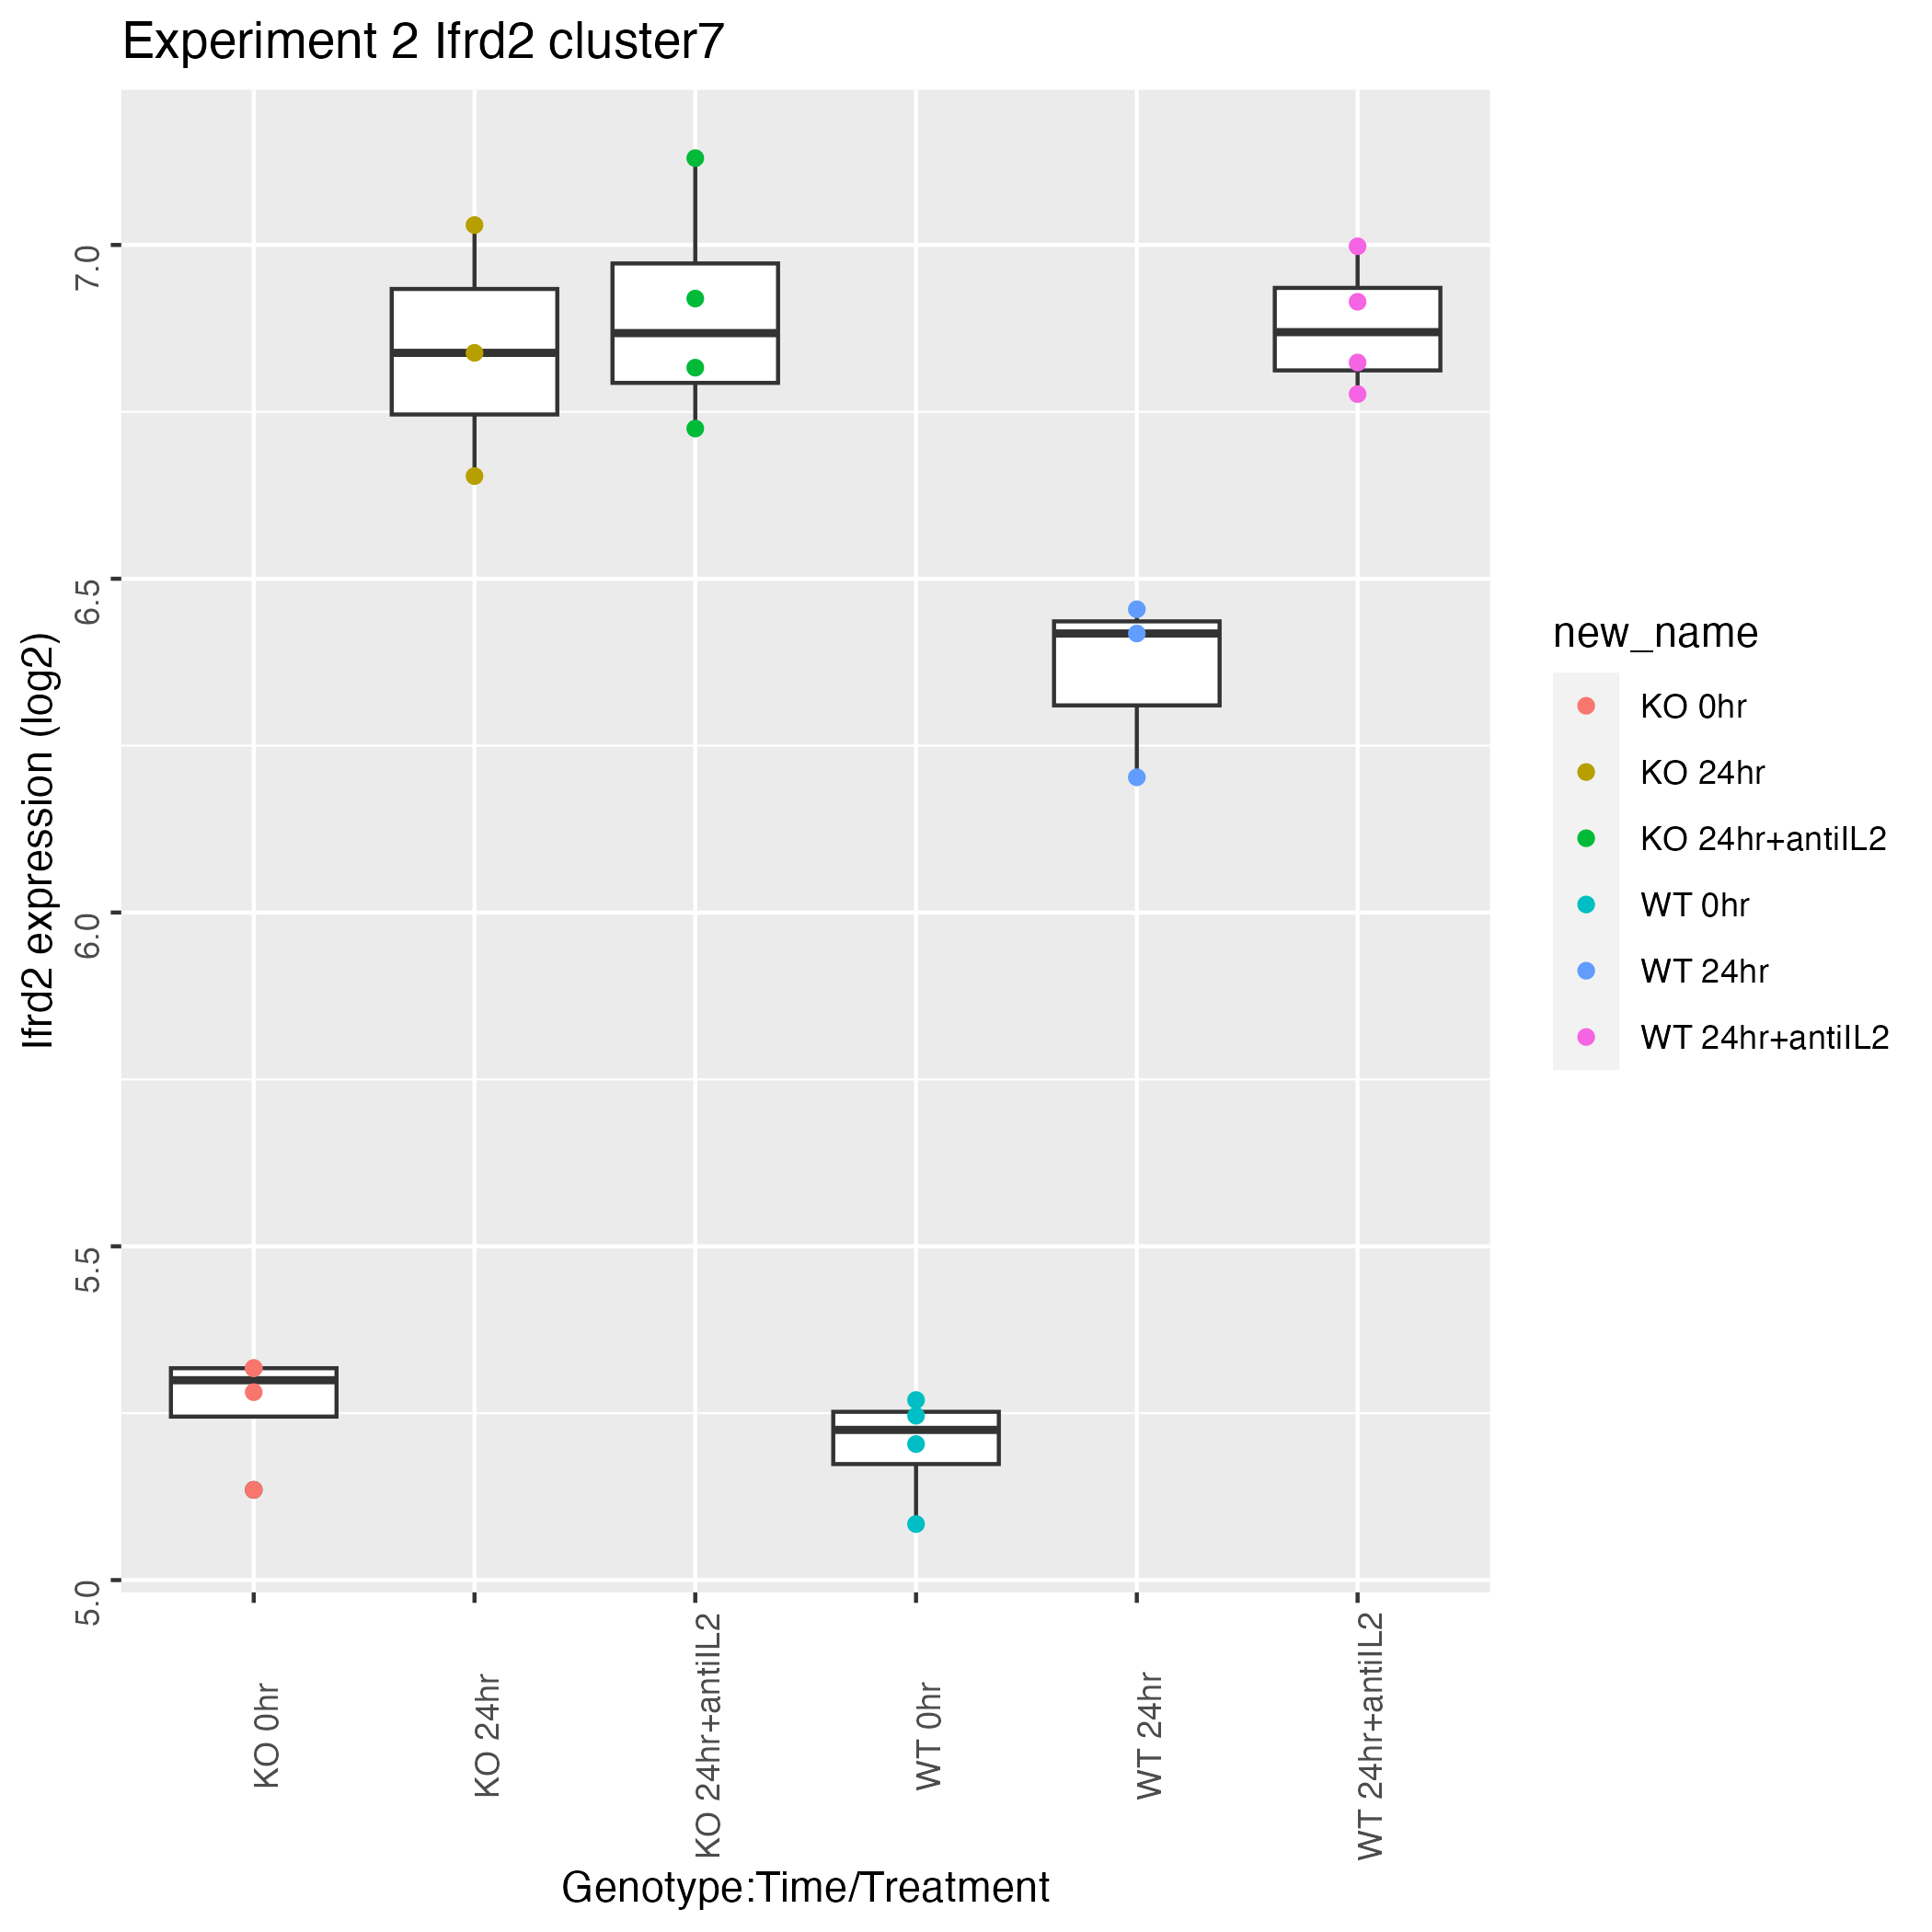 Experiment 2 Ifrd2 cluster7
Ifrd2 expression (log2)
7.0
6.5
6.0
5.5
5.0
KO 0hr
KO 24hr
KO 24hr+antiIL2
WT 0hr
WT 24hr
WT 24hr+antiIL2
Genotype:Time/Treatment
new_name
KO 0hr
KO 24hr
KO 24hr+antiIL2
WT 0hr
WT 24hr
WT 24hr+antiIL2